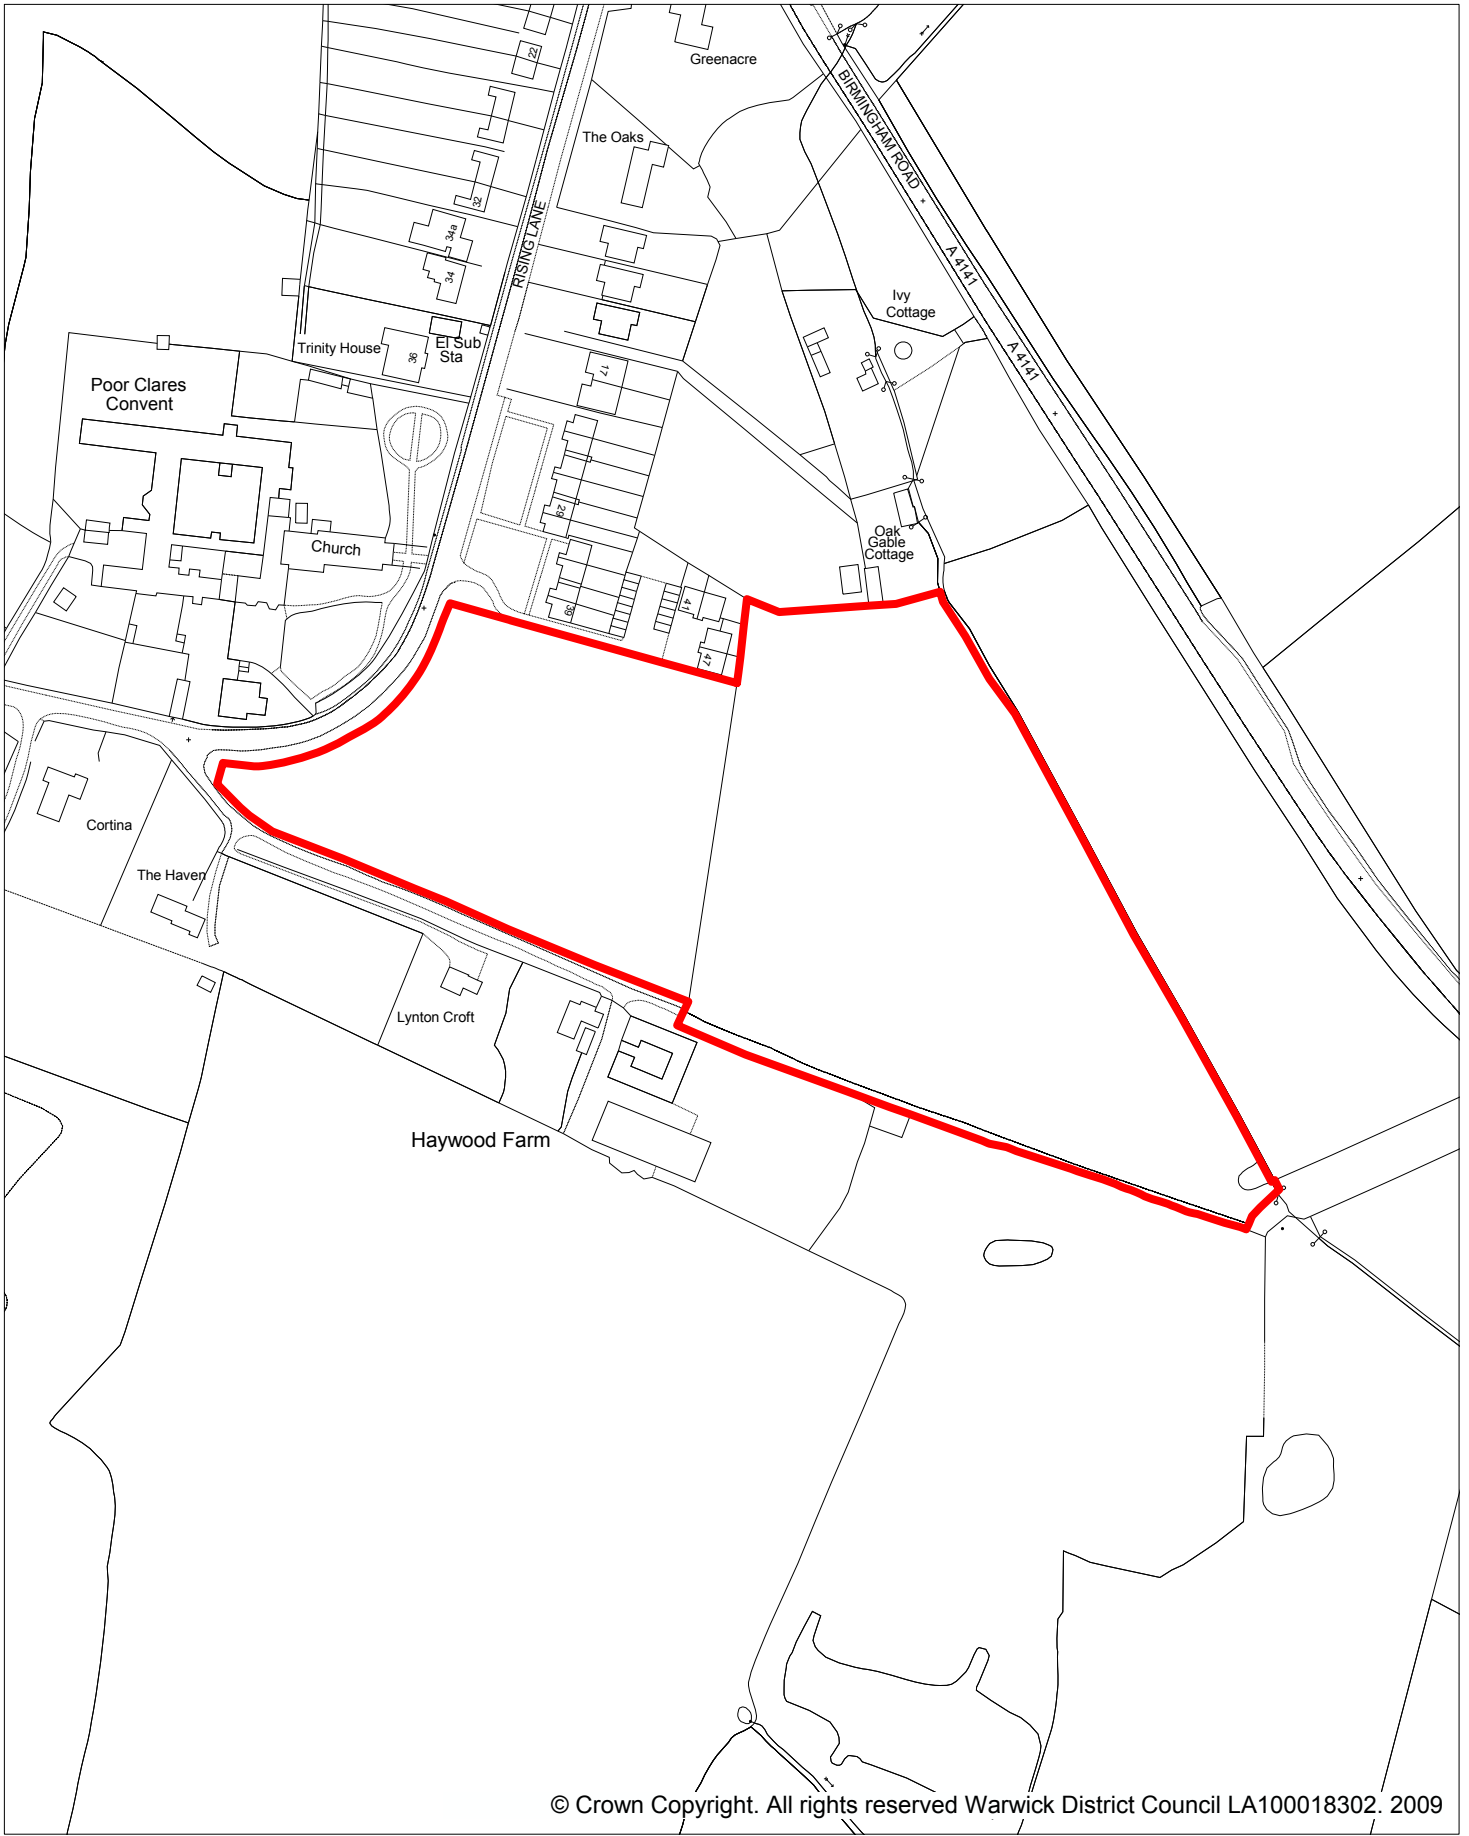 Greenacre
22
BIRMINGHAM ROAD
The Oaks
32
34a
RISING LANE
34
A 4141
Ivy
Cottage
Trinity House
36
El Sub
Sta
A 4141
17
Poor Clares
Convent
29
Church
Oak
Gable
Cottage
39
41
47
Cortina
The Haven
Lynton Croft
Haywood Farm
© Crown Copyright. All rights reserved Warwick District Council LA100018302. 2009